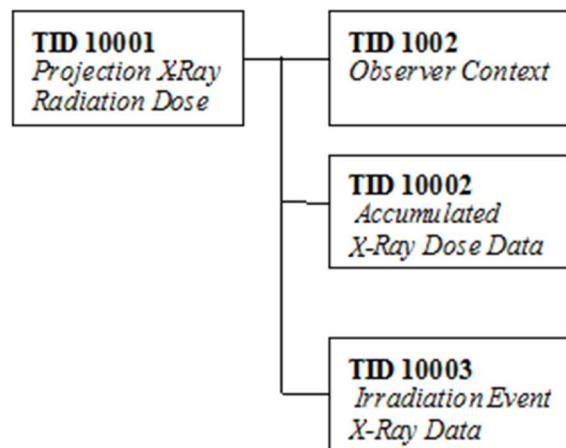 TID 10001
Projection XRay
Radiation Dose
TID 1002
Observer Context
TID 10002
Accumulated
X-Ray Dose Data
TID 10003
Irradiation Event
X-Ray Data